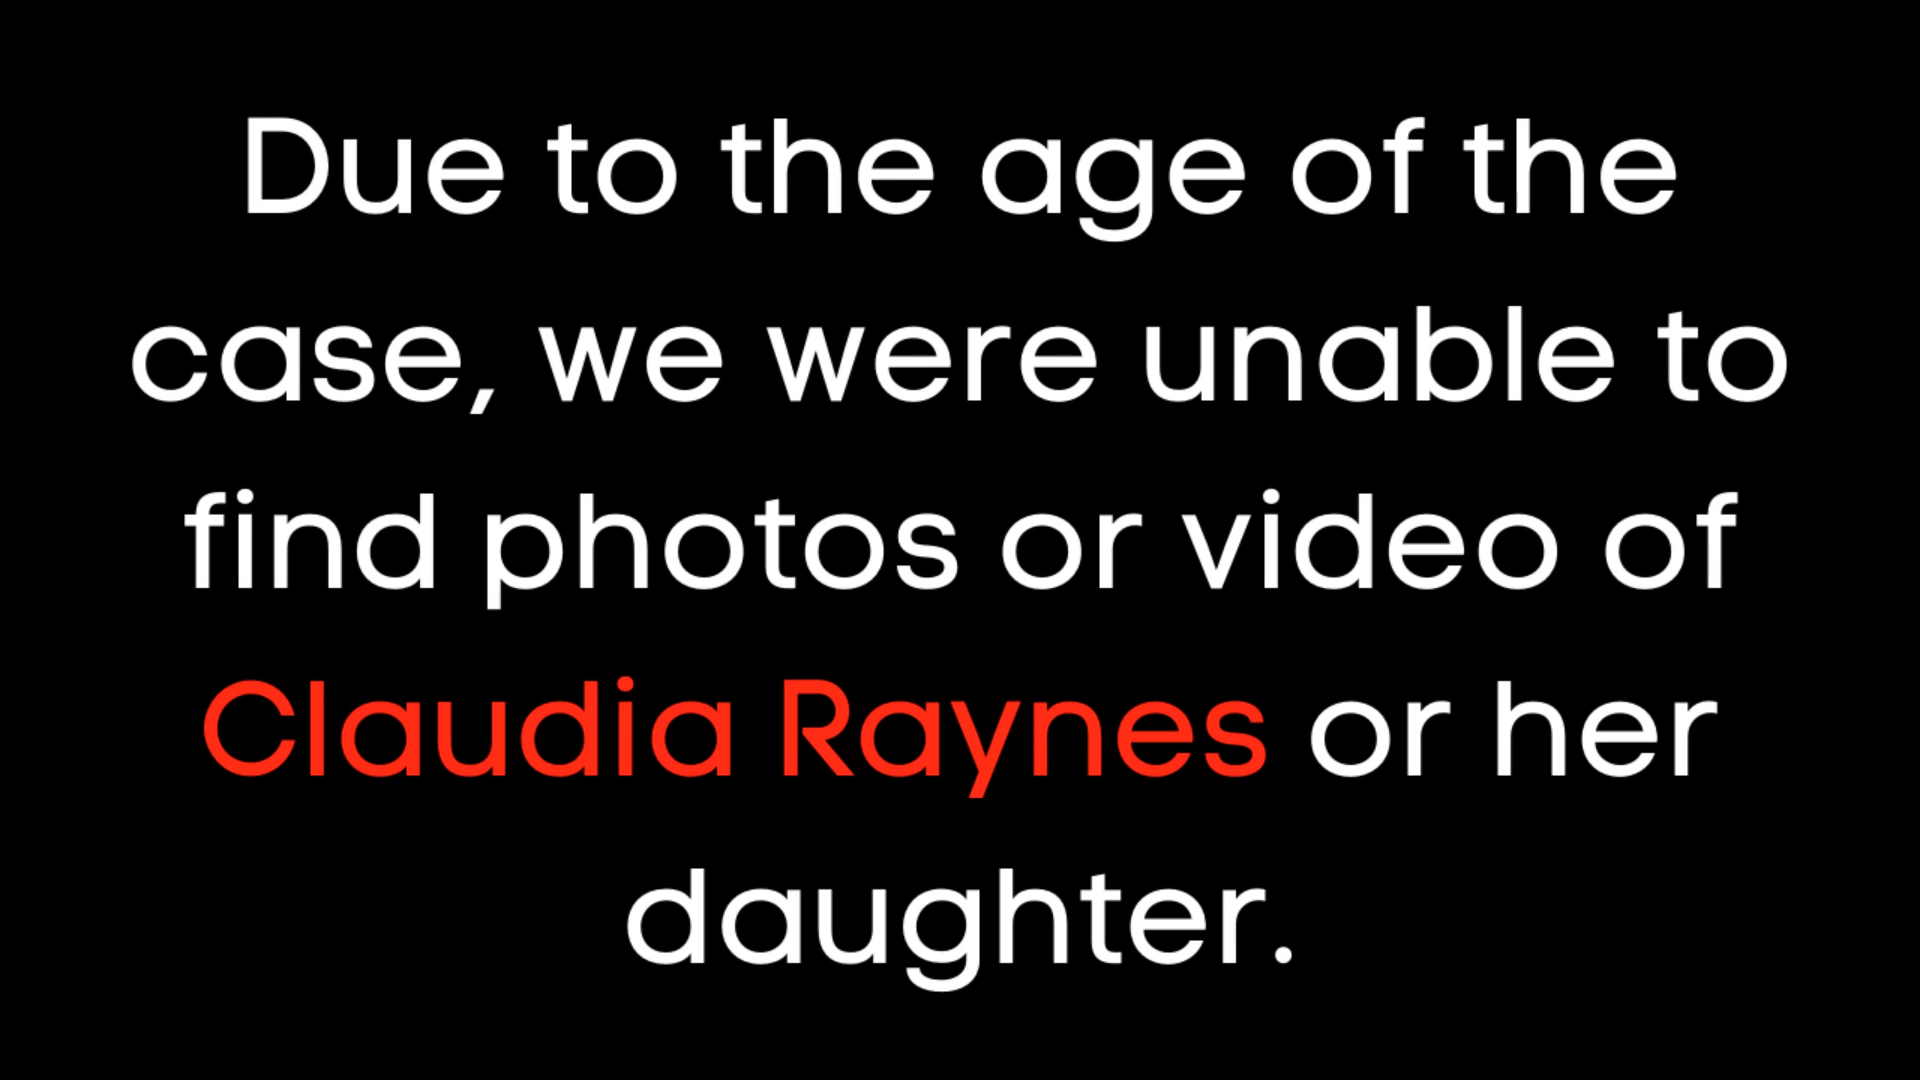 Due to the age of the
case, we were unable to
find photos or video of
Claudia Raynes or her
daughter.